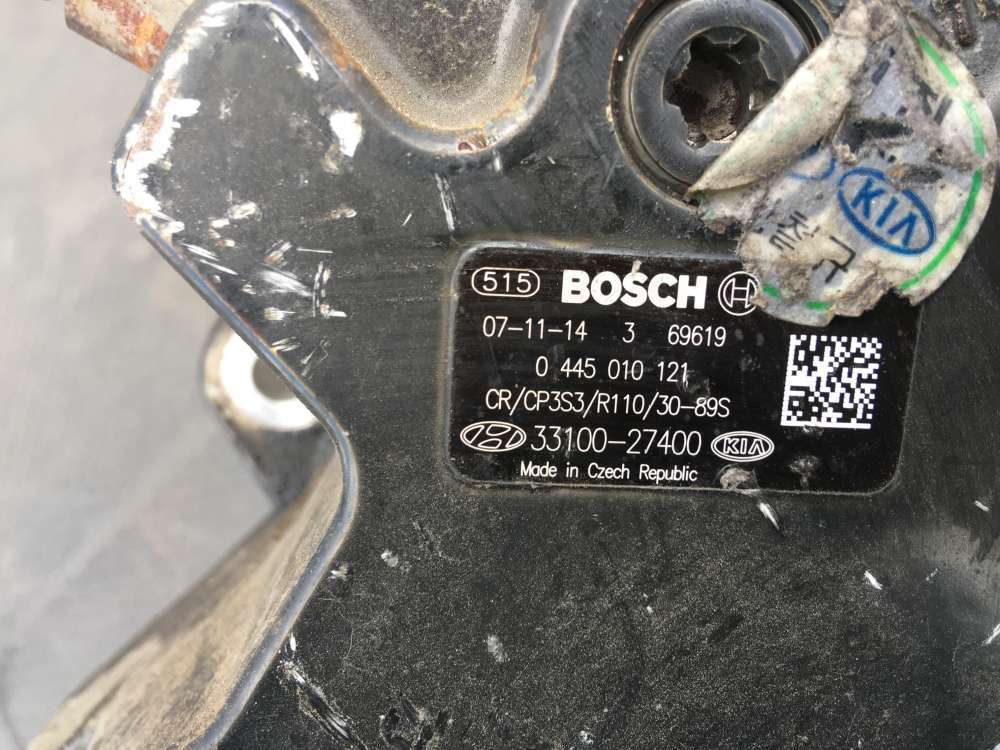 515 BOSCH
07-11-14 3 69619
0 445 010 121
CR/CP3S3/R110/30-89S
33100-27400 KIA
Made in Czech Republic
KIA